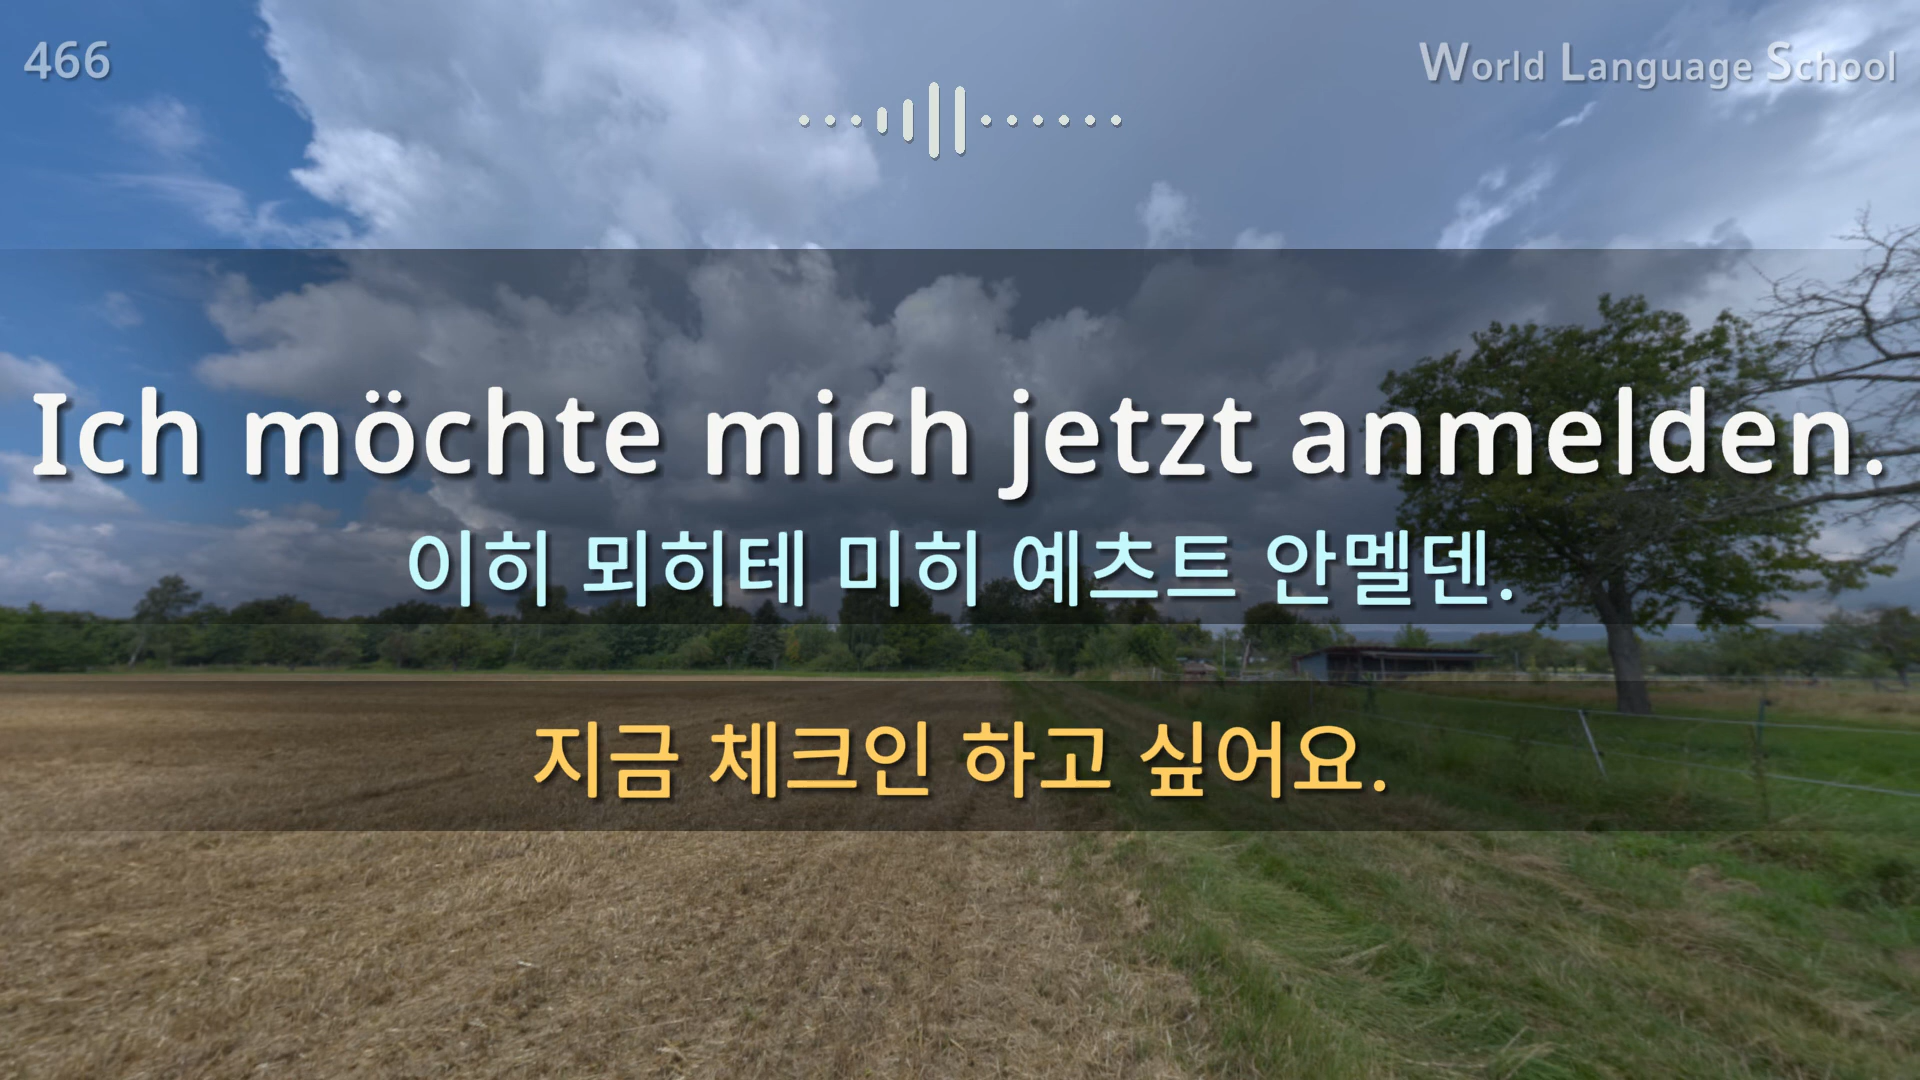 466
World Language School
Ich möchte mich jetzt anmelden.
이히 뫼히테 미히 예츠트 안멜덴.
지금 체크인 하고 싶어요.